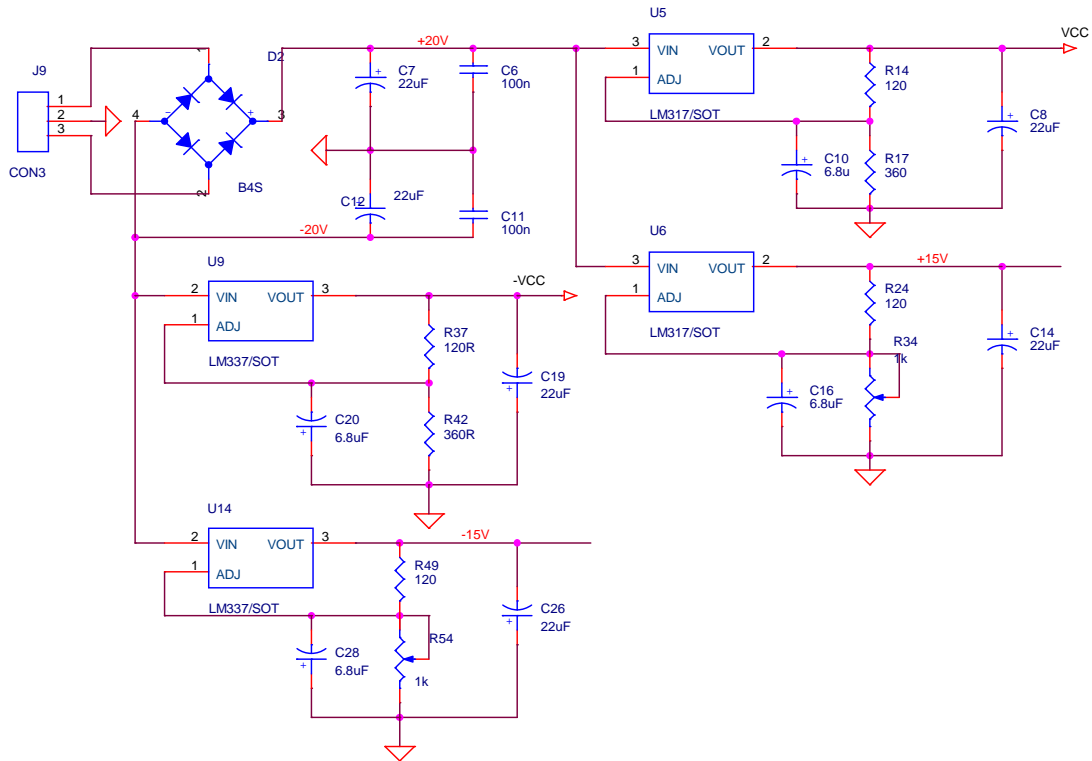 J9
1
2
3
CON3
D2
1
4
-
+
3
2
B4S
+20V
C7
22uF
+
C6
100n
C12
22uF
+
C11
100n
-20V
U5
3
VIN
VOUT
2
1
ADJ
LM317/SOT
VCC
R14
120
C8
22uF
+
C10
6.8u
+
R17
360
U6
3
VIN
VOUT
2
1
ADJ
LM317/SOT
+15V
R24
120
C14
22uF
+
R34
1k
C16
6.8uF
+
U9
2
VIN
VOUT
3
1
ADJ
LM337/SOT
-VCC
R37
120R
C19
22uF
+
C20
6.8uF
+
R42
360R
U14
2
VIN
VOUT
3
1
ADJ
LM337/SOT
-15V
R49
120
C26
22uF
+
R54
1k
C28
6.8uF
+